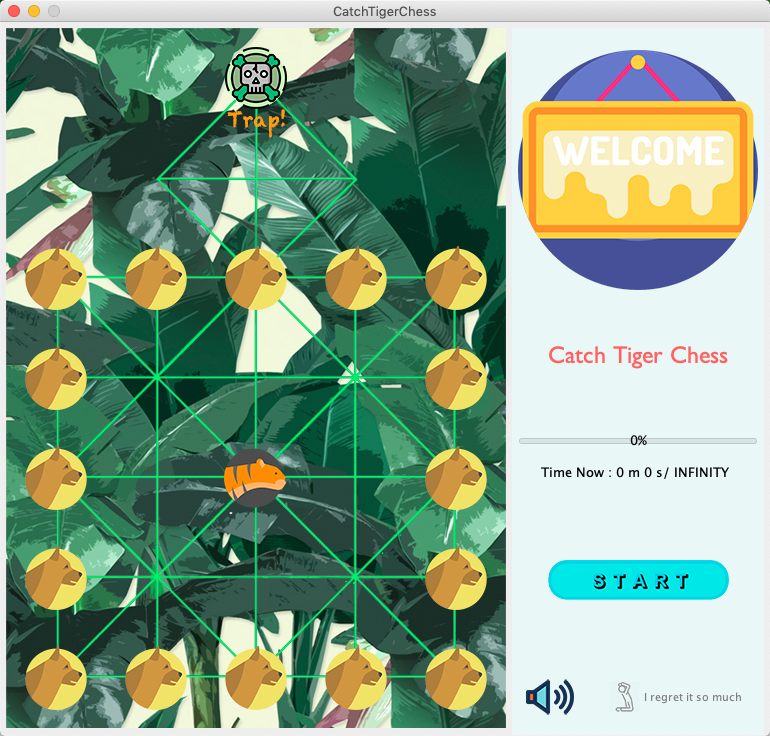 CatchTigerChess
Trap!
WELCOME
Catch Tiger Chess
0%
Time Now : 0 m 0 s/ INFINITY
START
I regret it so much